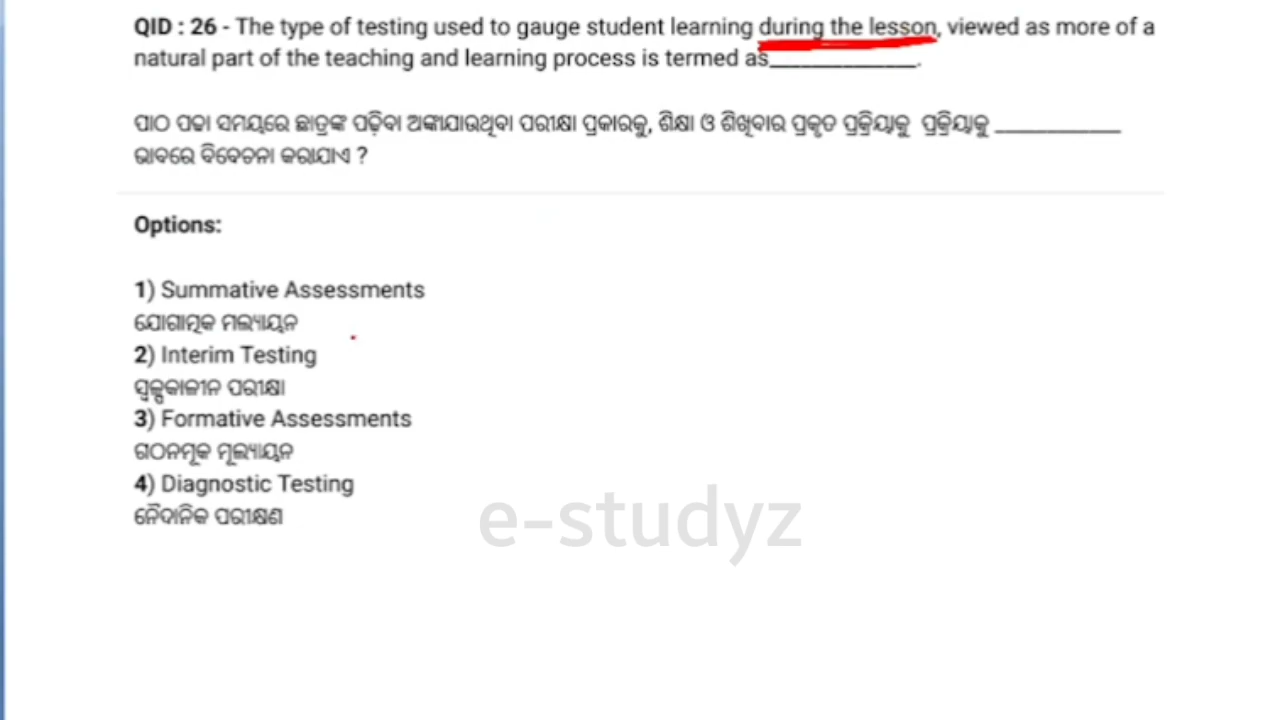 QID : 26 - The type of testing used to gauge student learning during the lesson, viewed as more of a
natural part of the teaching and learning process is termed as______________.
ପାଠ ପଢା ସମୟରେ ଛାତ୍ରଙ୍କ ପଢ଼ିବା ଅଙ୍କାଯାଉଥିବା ପରୀକ୍ଷା ପ୍ରକାରକୁ, ଶିକ୍ଷା ଓ ଶିଖିବାର ପ୍ରକୃତ ପ୍ରକ୍ରିୟାକୁ ପ୍ରକ୍ରିୟାକୁ ____________
ଭାବରେ ବିବେଚନା କରାଯାଏ ?
Options:
1) Summative Assessments
ଯୋଗାତ୍ମକ ମଲ୍ୟାୟନ
2) Interim Testing
ସ୍ୱଳ୍ପକାଳୀନ ପରୀକ୍ଷା
3) Formative Assessments
ଗଠନମୂକ ମୂଲ୍ୟାୟନ
4) Diagnostic Testing
ନୈଦାନିକ ପରୀକ୍ଷଣ
e-studyz